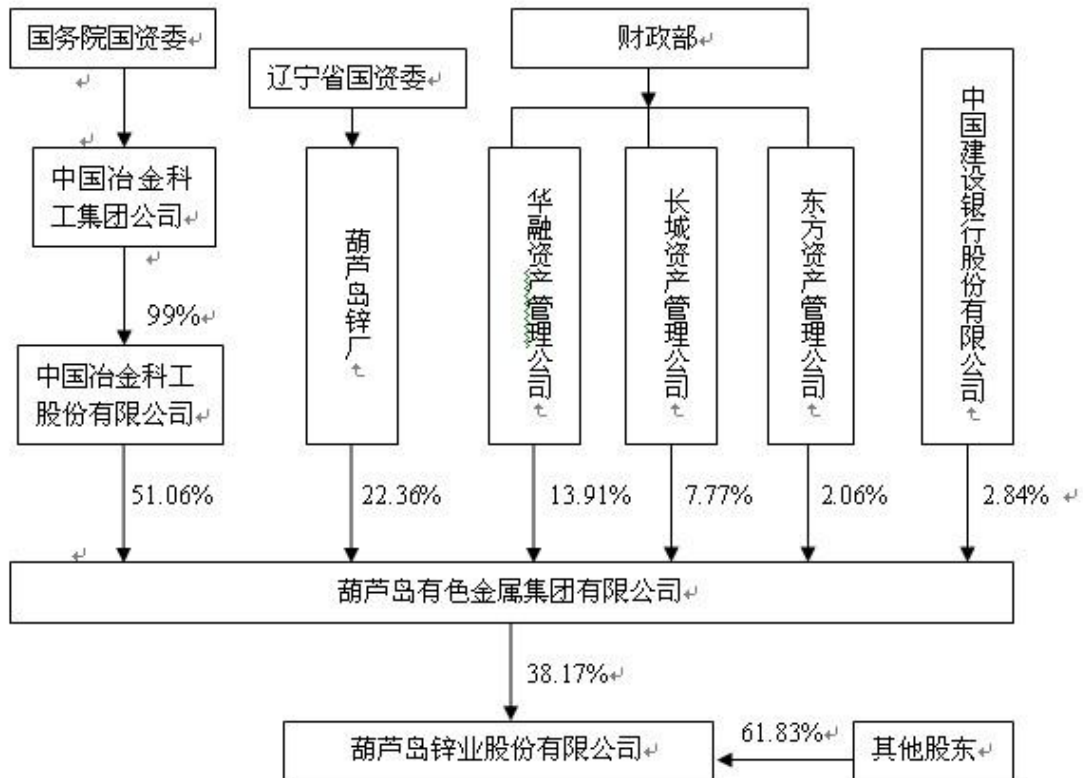 国务院国资委
财政部
辽宁省国资委
中国冶金科
工集团公司
99%
中国冶金科工
股份有限公司
葫芦岛锌厂
华融资产管理公司
长城资产管理公司
东方资产管理公司
中国建设银行股份有限公司
51.06%
22.36%
13.91%
7.77%
2.06%
2.84%
葫芦岛有色金属集团有限公司
38.17%
葫芦岛锌业股份有限公司
61.83%
其他股东